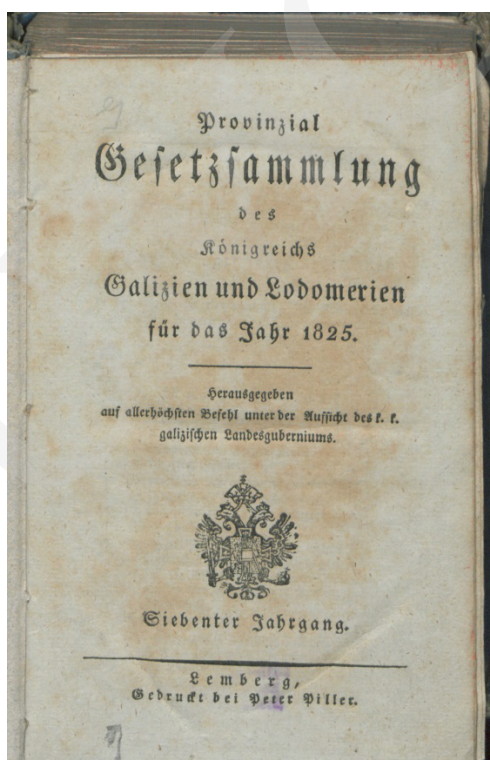 Provinzial
Gesetzsammlung
des
Königreichs
Galizien und Lodomerien
für das Jahr 1825.
Herausgegeben
auf allerhöchsten Befehl unter der Aufsicht des k. k.
galizischen Landesguberniums.
Siebenter Jahrgang.
Lemberg,
Gedruckt bei Peter Piller.